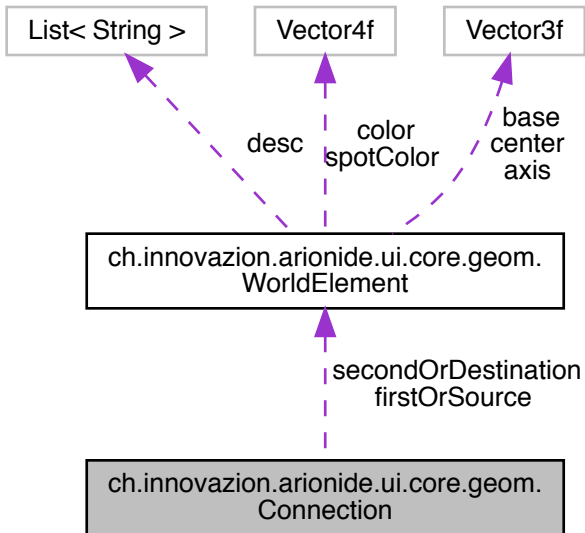 List< String >
Vector4f
Vector3f
desc
color
spotColor
base
center
axis
ch.innovazion.arionide.ui.core.geom.
WorldElement
secondOrDestination
firstOrSource
ch.innovazion.arionide.ui.core.geom.
Connection